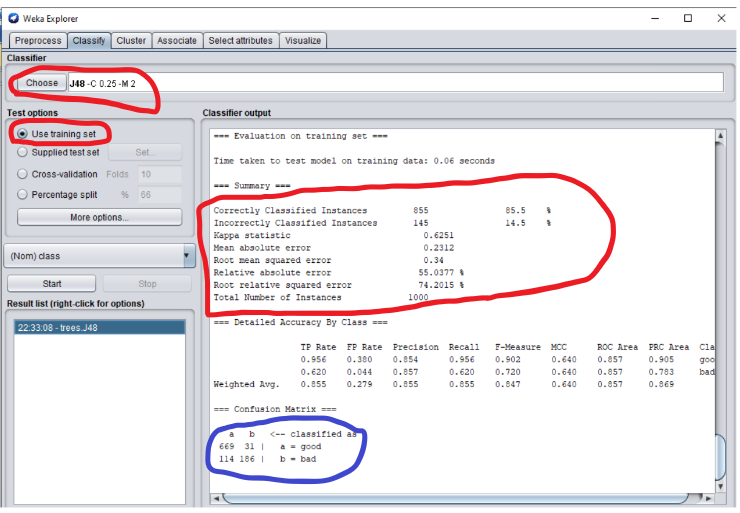 Weka Explorer
Preprocess Classify Cluster Associate Select attributes Visualize
Classifier
Choose J48 -C 0.25 -M 2
Test options
Use training set
Supplied test set Set...
Cross-validation Folds 10
Percentage split % 66
More options...
(Nom) class
Start Stop
Result list (right-click for options)
22:33:08 - trees.J48
Classifier output
=== Evaluation on training set ===
Time taken to test model on training data: 0.06 seconds
=== Summary ===
Correctly Classified Instances 855 85.5 %
Incorrectly Classified Instances 145 14.5 %
Kappa statistic 0.6251
Mean absolute error 0.2312
Root mean squared error 0.34
Relative absolute error 55.0377 %
Root relative squared error 74.2015 %
Total Number of Instances 1000
=== Detailed Accuracy By Class ===
TP Rate FP Rate Precision Recall F-Measure MCC ROC Area PRC Area Cla
0.956 0.380 0.854 0.956 0.902 0.640 0.857 0.905 goo
0.620 0.044 0.857 0.620 0.720 0.640 0.857 0.783 bad
Weighted Avg. 0.855 0.279 0.855 0.855 0.847 0.640 0.857 0.869
=== Confusion Matrix ===
a b <-- classified as
669 31 | a = good
114 186 | b = bad